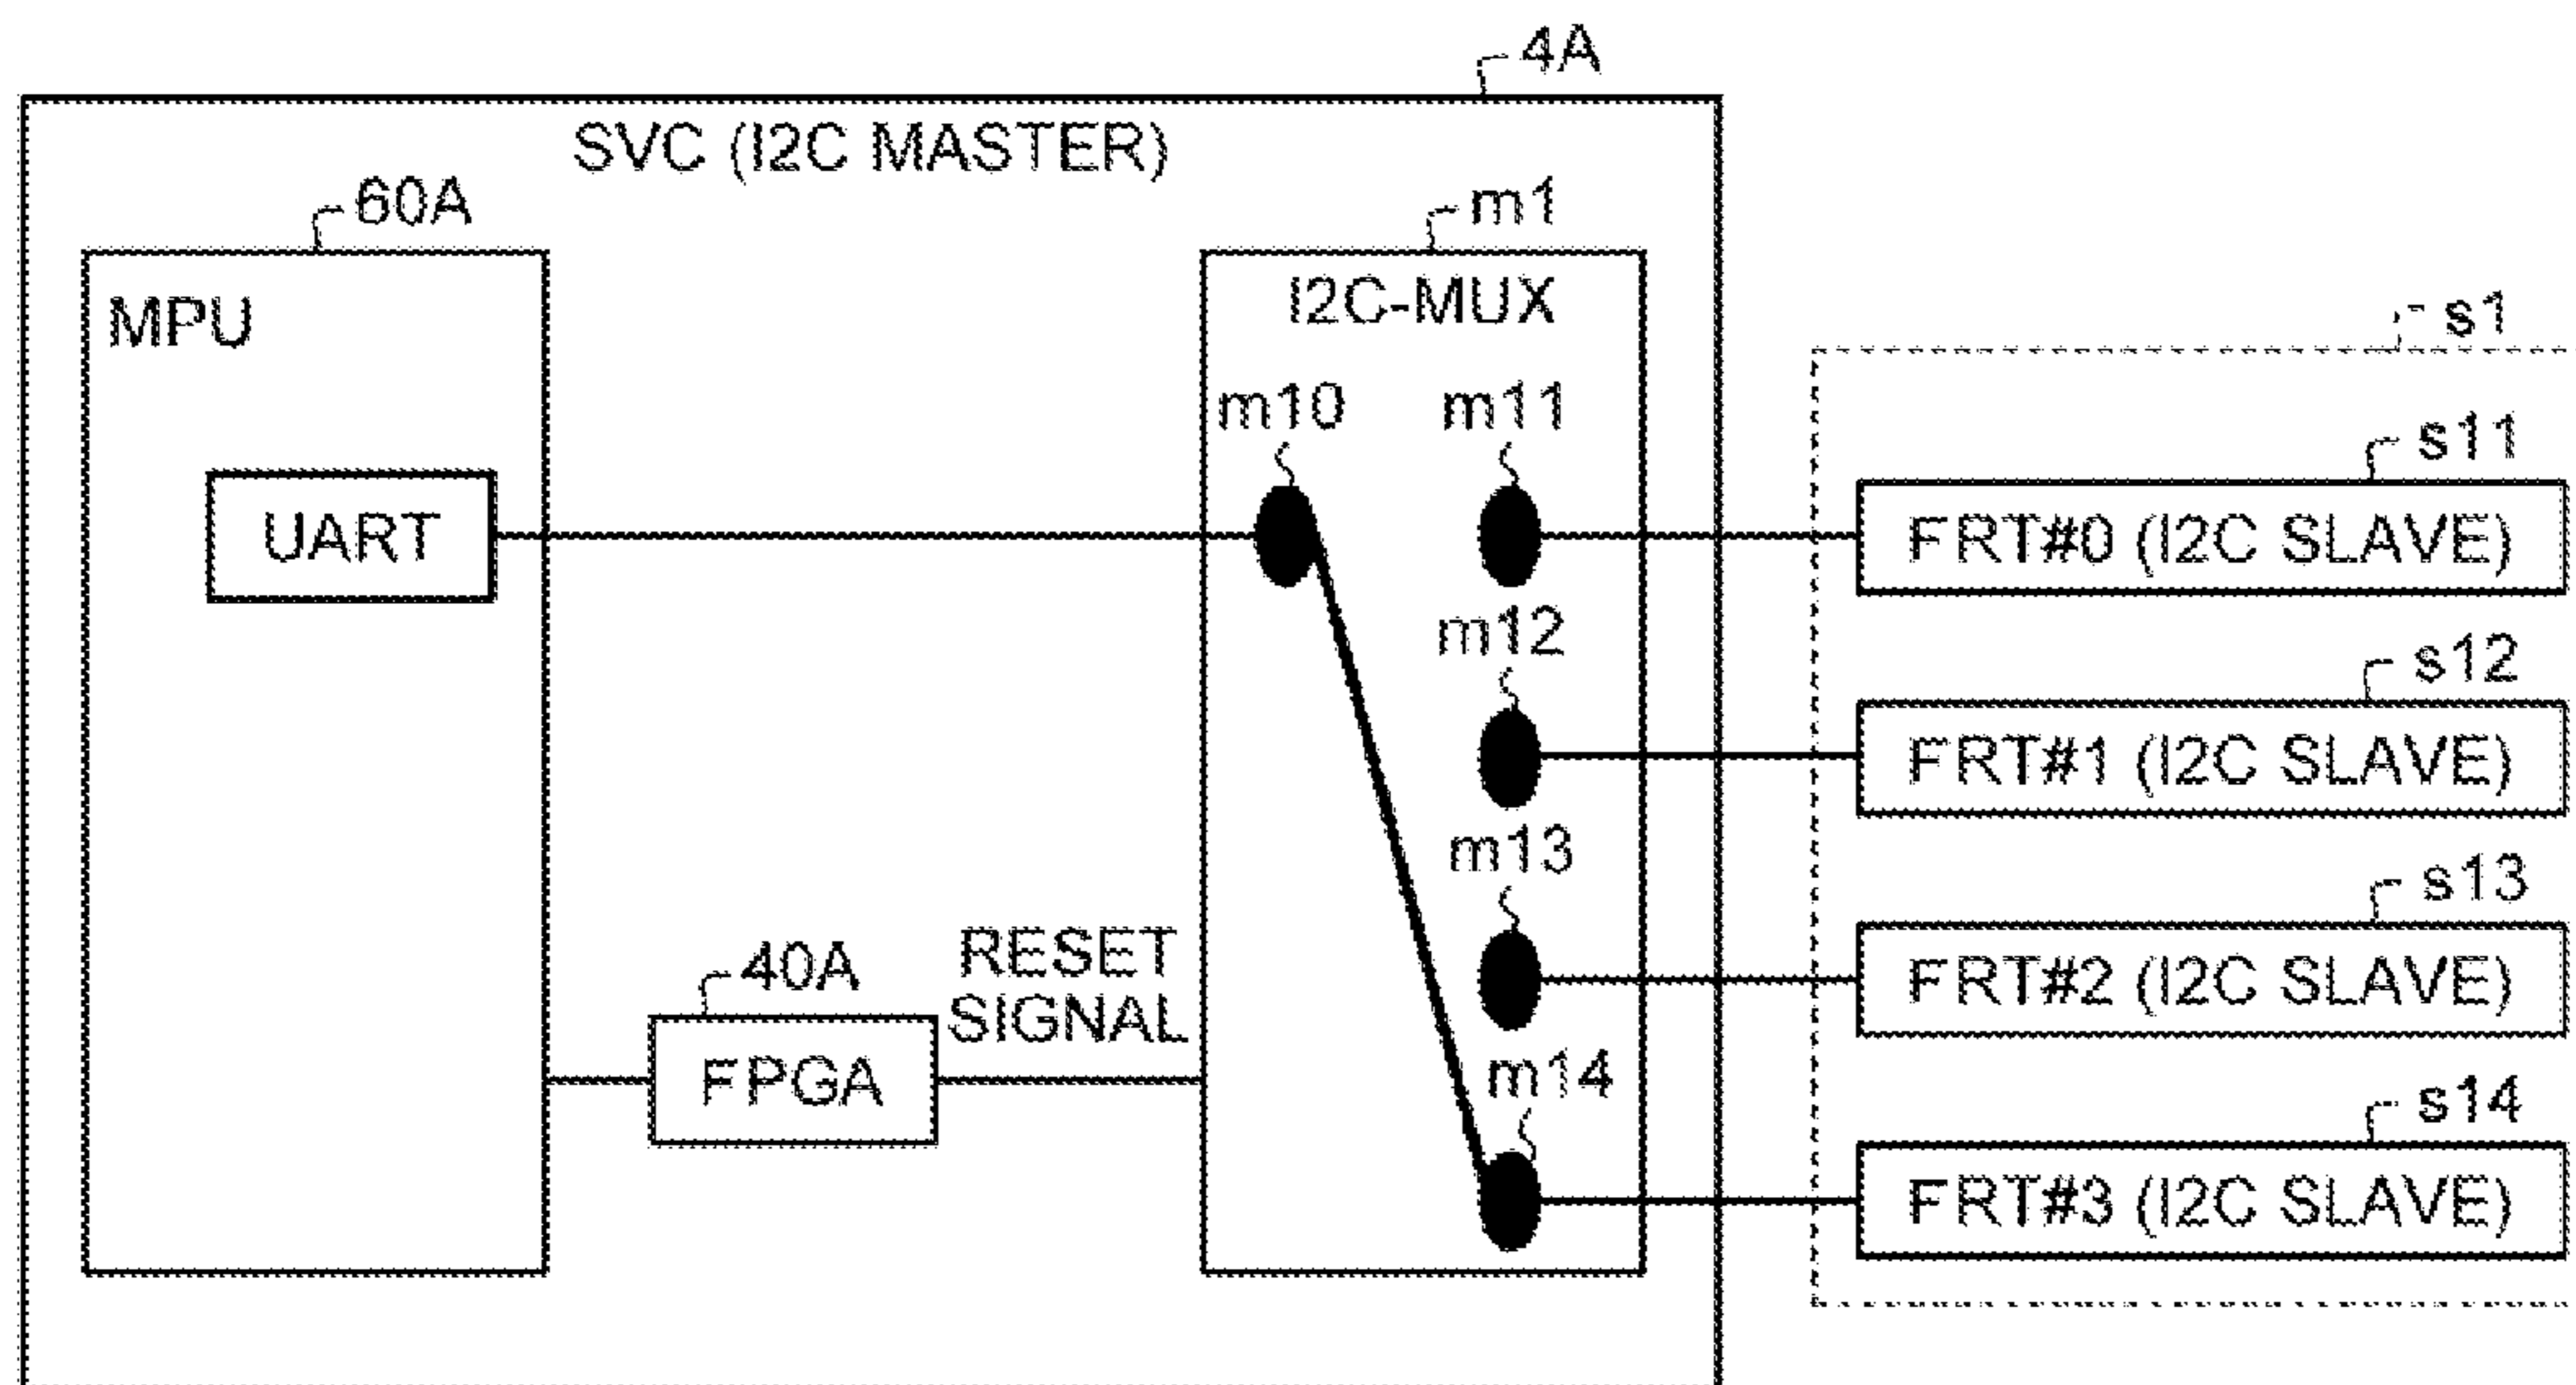 4A
SVC (I2C MASTER)
60A
m1
MPU
I2C-MUX
s1
m10
m11
s11
UART
FRT#0 (I2C SLAVE)
m12
s12
FRT#1 (I2C SLAVE)
m13
s13
40A
RESET
SIGNAL
FRT#2 (I2C SLAVE)
FPGA
m14
s14
FRT#3 (I2C SLAVE)